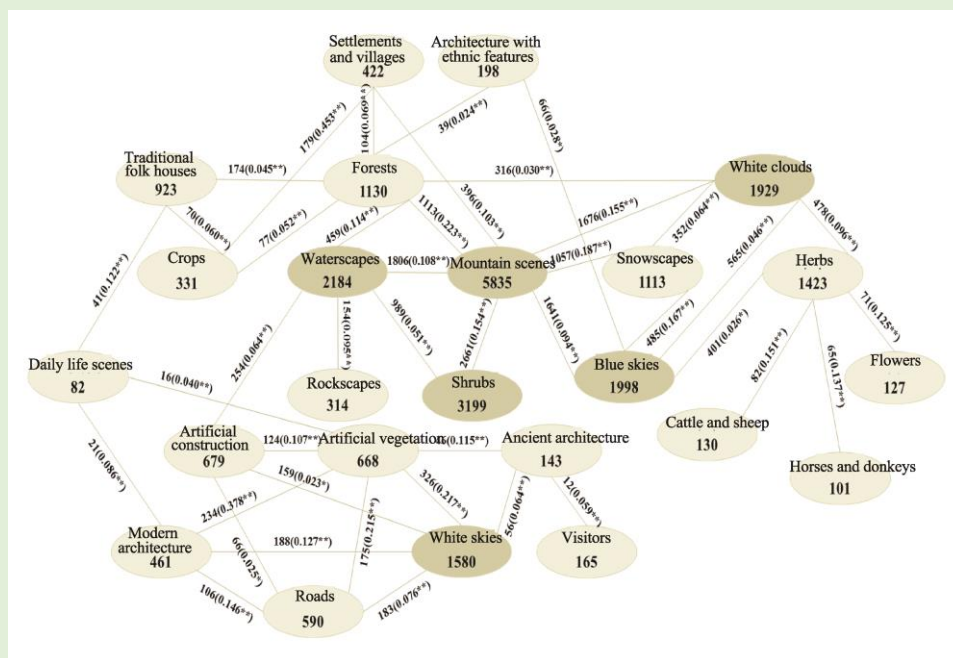 Settlements
and villages
422
Architecture with
ethnic features
198
179(0.453**)
104(0.069**)
39(0.024**)
66(0.028*)
Traditional
folk houses
923
174(0.045**)
Forests
1130
316(0.030**)
White clouds
1929
70(0.060**)
77(0.052**)
459(0.114**)
1113(0.223**)
396(0.103**)
1676(0.155**)
352(0.064**)
565(0.046**)
478(0.096**)
41(0.122**)
Crops
331
Waterscapes
2184
1806(0.108**)
Mountain scenes
5835
1057(0.187**)
Snowscapes
1113
Herbs
1423
254(0.064**)
154(0.095**)
989(0.051**)
2661(0.154**)
1641(0.094**)
485(0.167**)
401(0.026*)
82(0.151**)
65(0.137**)
71(0.125**)
Daily life scenes
82
16(0.040**)
Rockscapes
314
Shrubs
3199
Blue skies
1998
Flowers
127
21(0.086**)
Artificial
construction
679
124(0.107**)
Artificial vegetation
668
(0.115**)
Ancient architecture
143
Cattle and sheep
130
Horses and donkeys
101
159(0.023*)
234(0.378**)
326(0.217**)
56(0.064**)
12(0.059**)
Modern
architecture
461
66(0.025*)
188(0.127**)
175(0.215**)
White skies
1580
Visitors
165
106(0.146**)
Roads
590
183(0.076**)